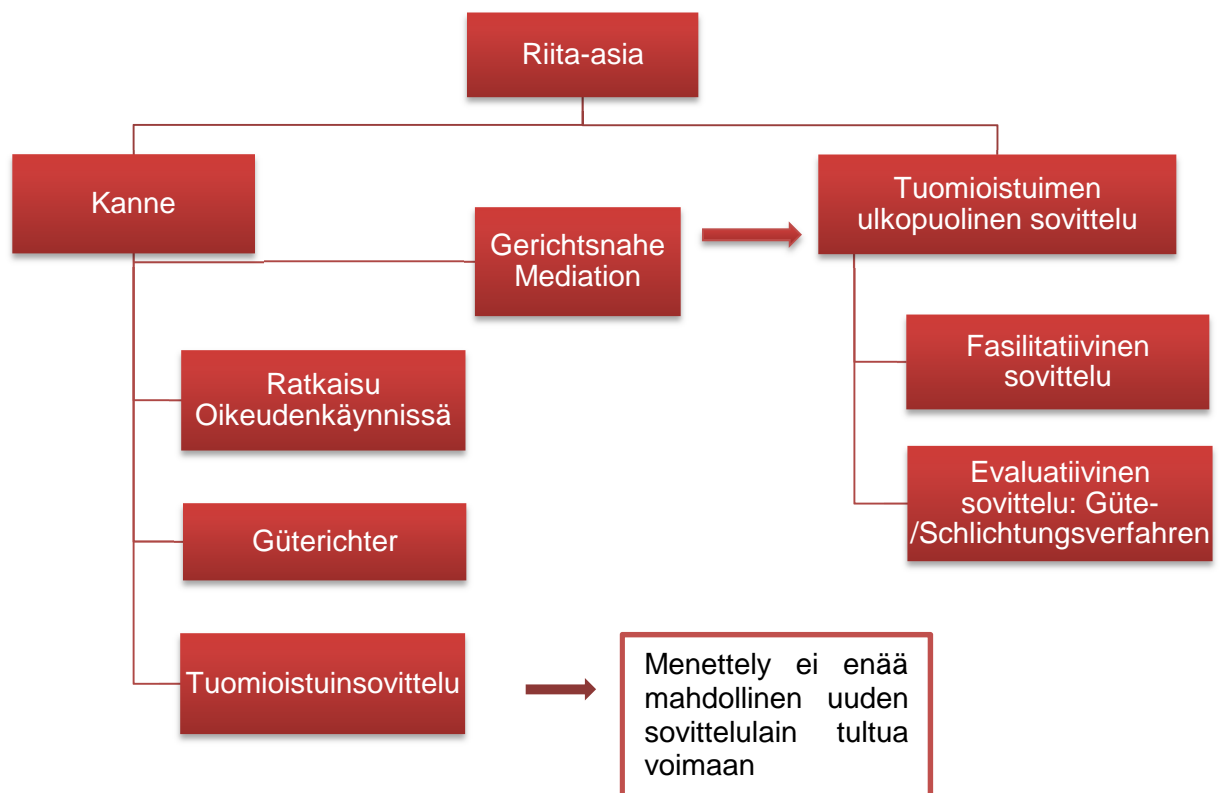 Riita-asia
Kanne
Tuomioistuimen
ulkopuolinen sovittelu
Gerichtsnahe
Mediation
Fasilitatiivinen
sovittelu
Ratkaisu
Oikeudenkäynnissä
Evaluatiivinen
sovittelu: Güte-
/Schlichtungsverfahren
Güterichter
Tuomioistuinsovittelu
Menettely ei enää
mahdollinen uuden
sovittelulain tultua
voimaan